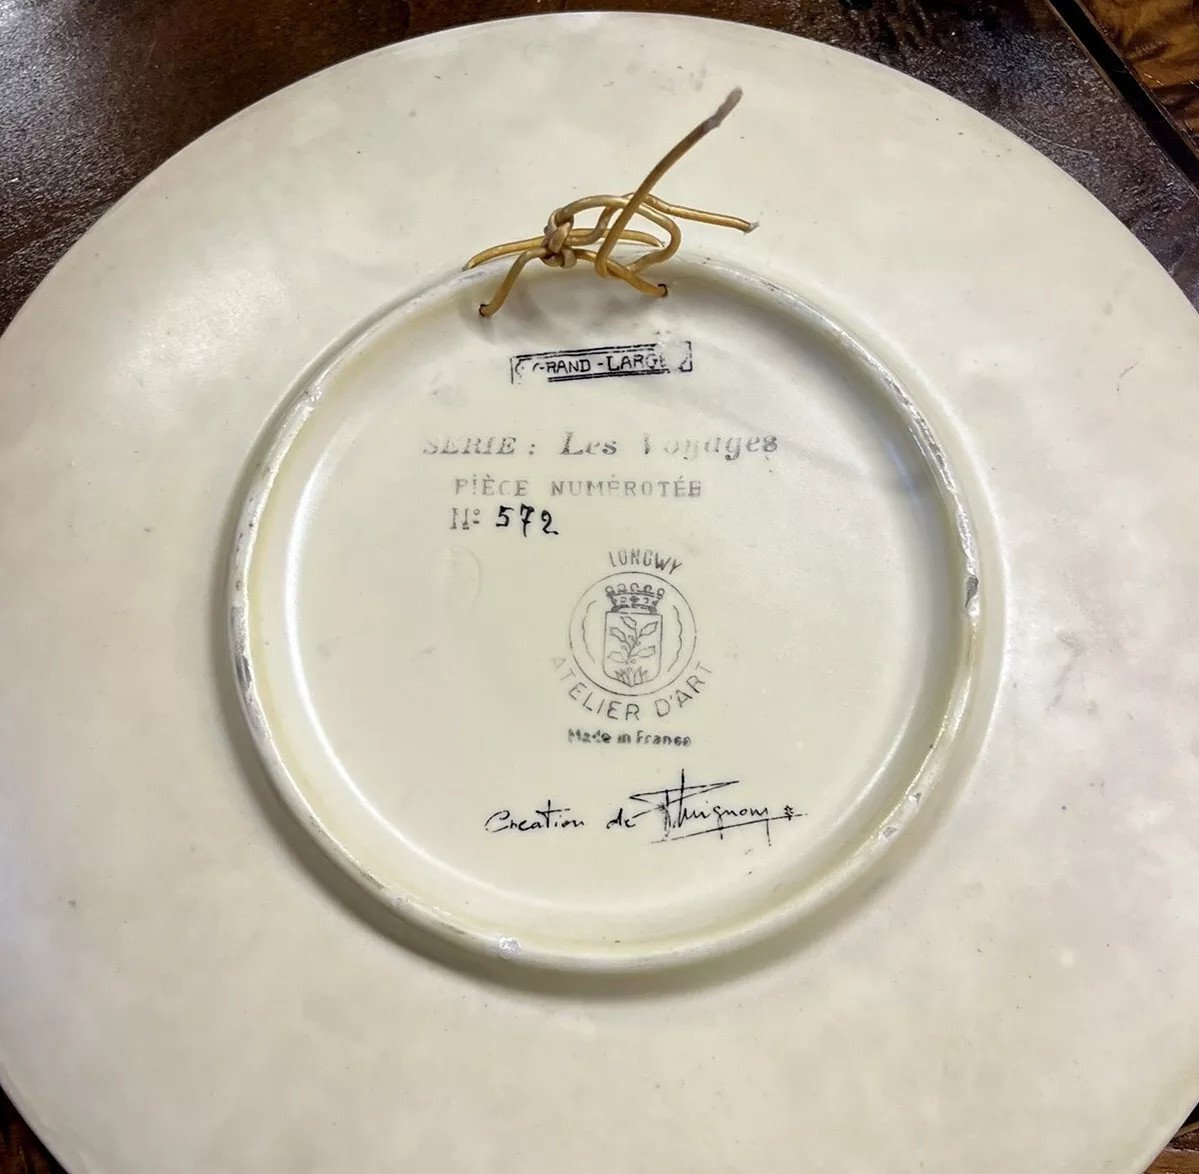 GRAND-LARGE
SERIE : Les Voyages
PIÈCE NUMÉROTÉE
N° 572
LONGWY
ATELIER D'ART
Made in France
Creation de